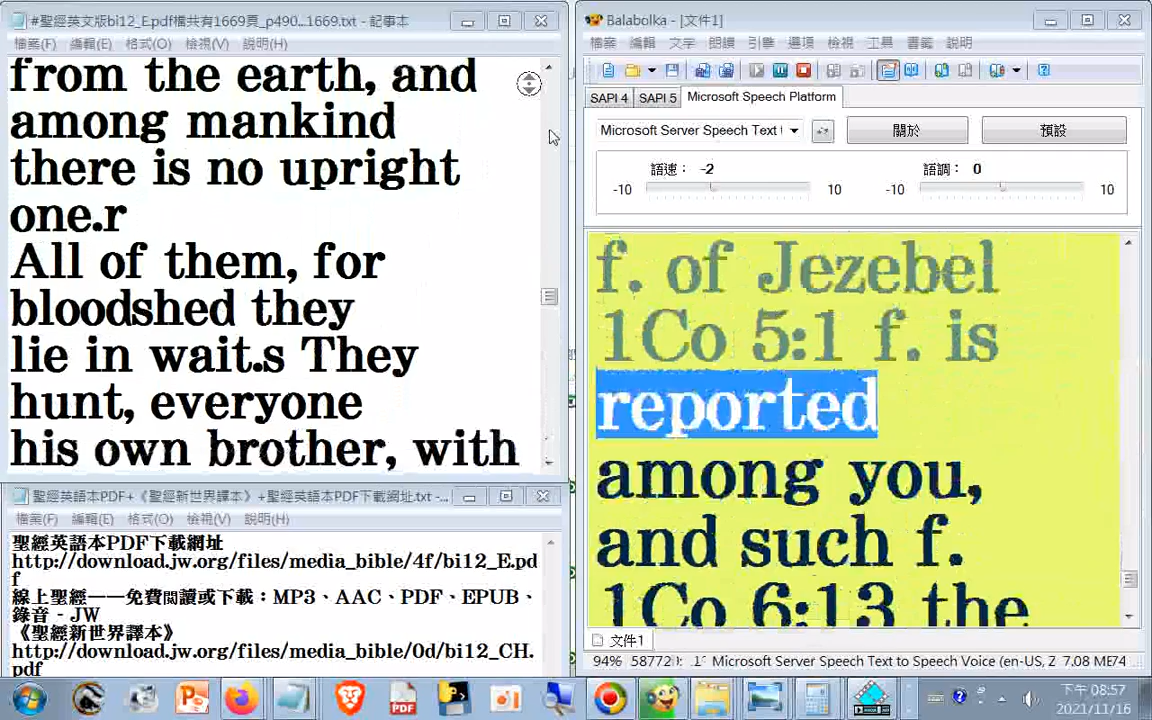 #聖經英文版bi12_E.pdf檔共有1669頁_p490...1669.txt - 記事本
檔案(F) 編輯(E) 格式(O) 檢視(V) 說明(H)
from the earth, and
among mankind
there is no upright
one.r
All of them, for
bloodshed they
lie in wait.s They
hunt, everyone
his own brother, with
聖經英語本PDF+《聖經新世界譯本》+聖經英語本PDF下載網址.txt -...
檔案(F) 編輯(E) 格式(O) 檢視(V) 說明(H)
聖經英語本PDF下載網址
http://download.jw.org/files/media_bible/4f/bi12_E.pd
f
線上聖經——免費閱讀或下載：MP3、AAC、PDF、EPUB、
錄音 - JW
《聖經新世界譯本》
http://download.jw.org/files/media_bible/0d/bi12_CH.
pdf
Balabolka - [文件1]
檔案 編輯 文字 朗讀 引擎 選項 檢視 工具 書籤 說明
SAPI 4 SAPI 5 Microsoft Speech Platform
Microsoft Server Speech Text 關於 預設
語速： -2 語調： 0
-10 10 -10 10
f. of Jezebel
1Co 5:1 f. is
reported
among you,
and such f.
1Co 6:13 the
文件1
94% Microsoft Server Speech Text to Speech Voice (en-US, Z 7.08 ME
PDF
下午 08:57
2021/11/16